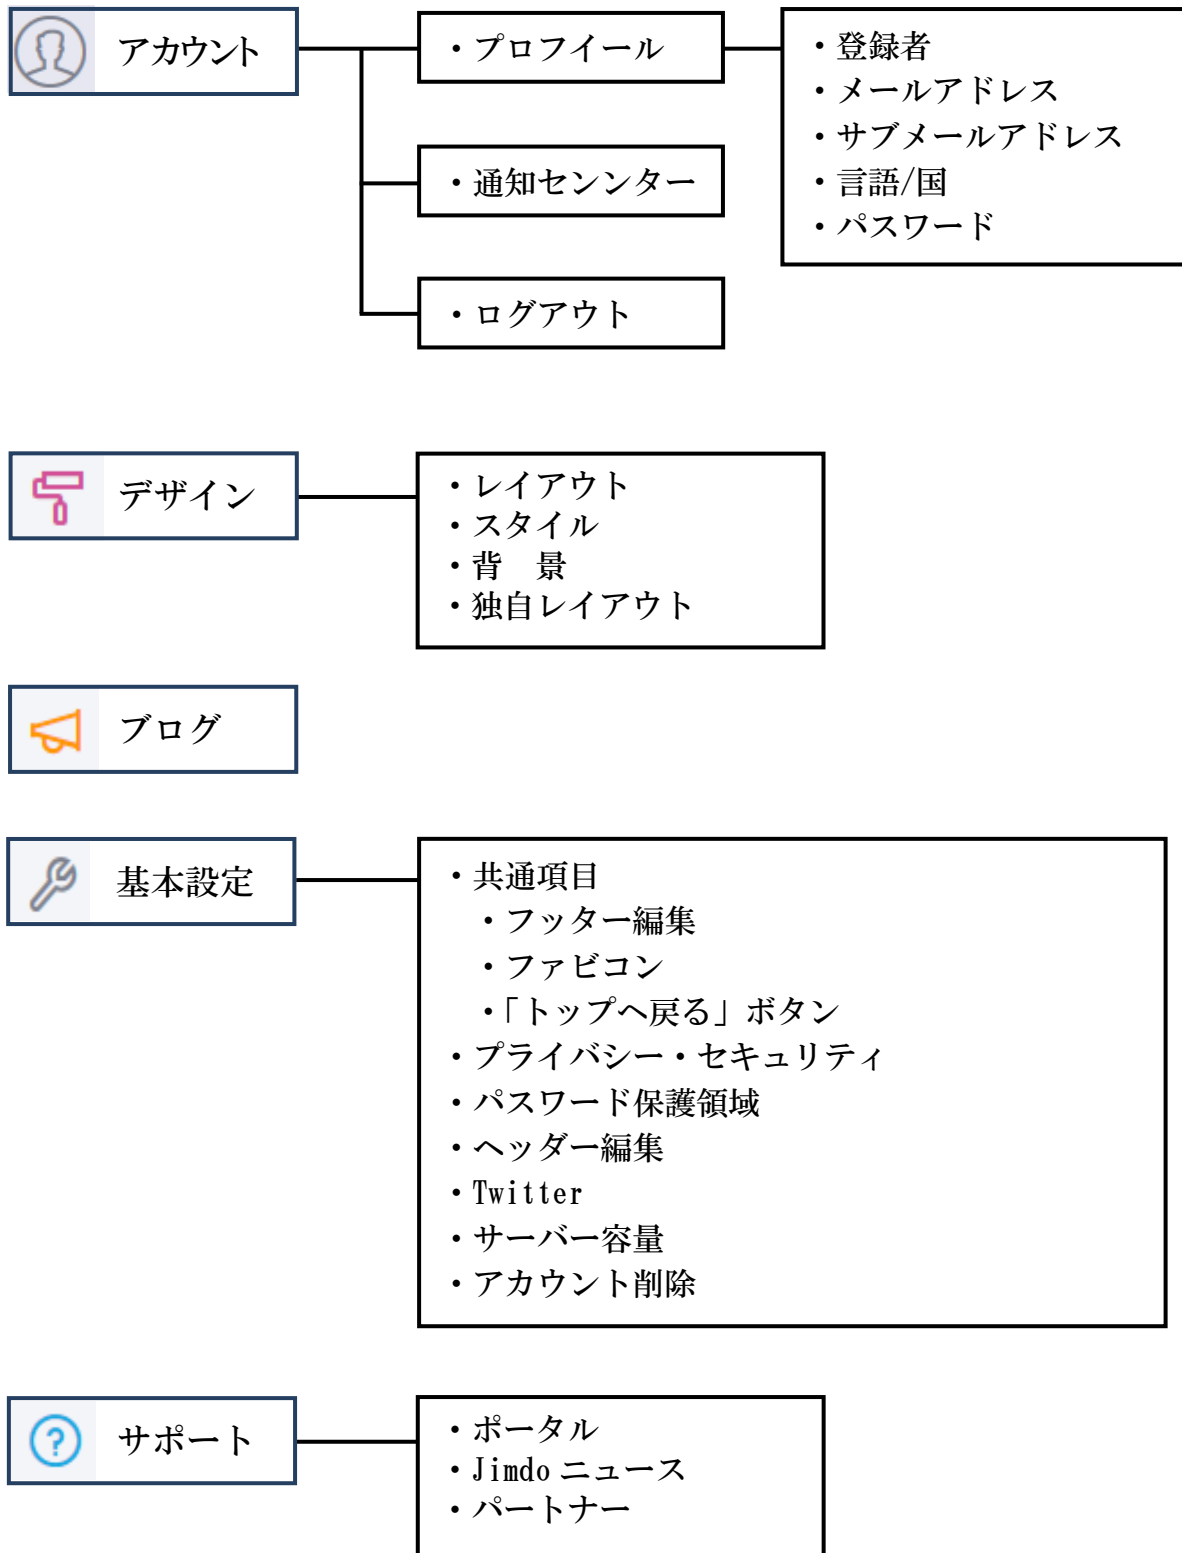 アカウント
・プロフイール
・登録者
・メールアドレス
・サブメールアドレス
・言語/国
・パスワード
・通知センンター
・ログアウト
デザイン
・レイアウト
・スタイル
・背　景
・独自レイアウト
ブログ
基本設定
・共通項目
・フッター編集
・ファビコン
・「トップへ戻る」ボタン
・プライバシー・セキュリティ
・パスワード保護領域
・ヘッダー編集
・Twitter
・サーバー容量
・アカウント削除
サポート
・ポータル
・Jimdo ニュース
・パートナー